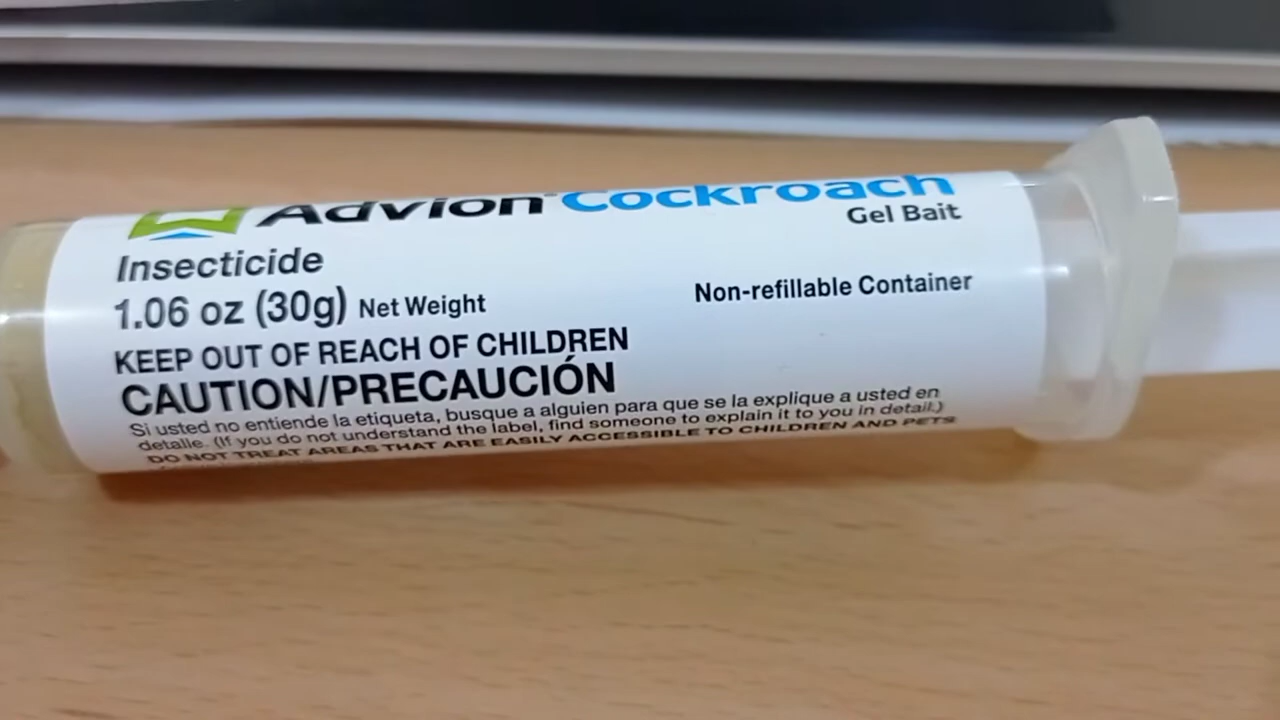 Advion Cockroach
Gel Bait
Insecticide
1.06 oz (30g) Net Weight
Non-refillable Container
KEEP OUT OF REACH OF CHILDREN
CAUTION/PRECAUCIÓN
Si usted no entiende la etiqueta, busque a alguien para que se la explique a usted en
detalle. (If you do not understand the label, find someone to explain it to you in detail.)
DO NOT TREAT AREAS THAT ARE EASILY ACCESSIBLE TO CHILDREN AND PETS